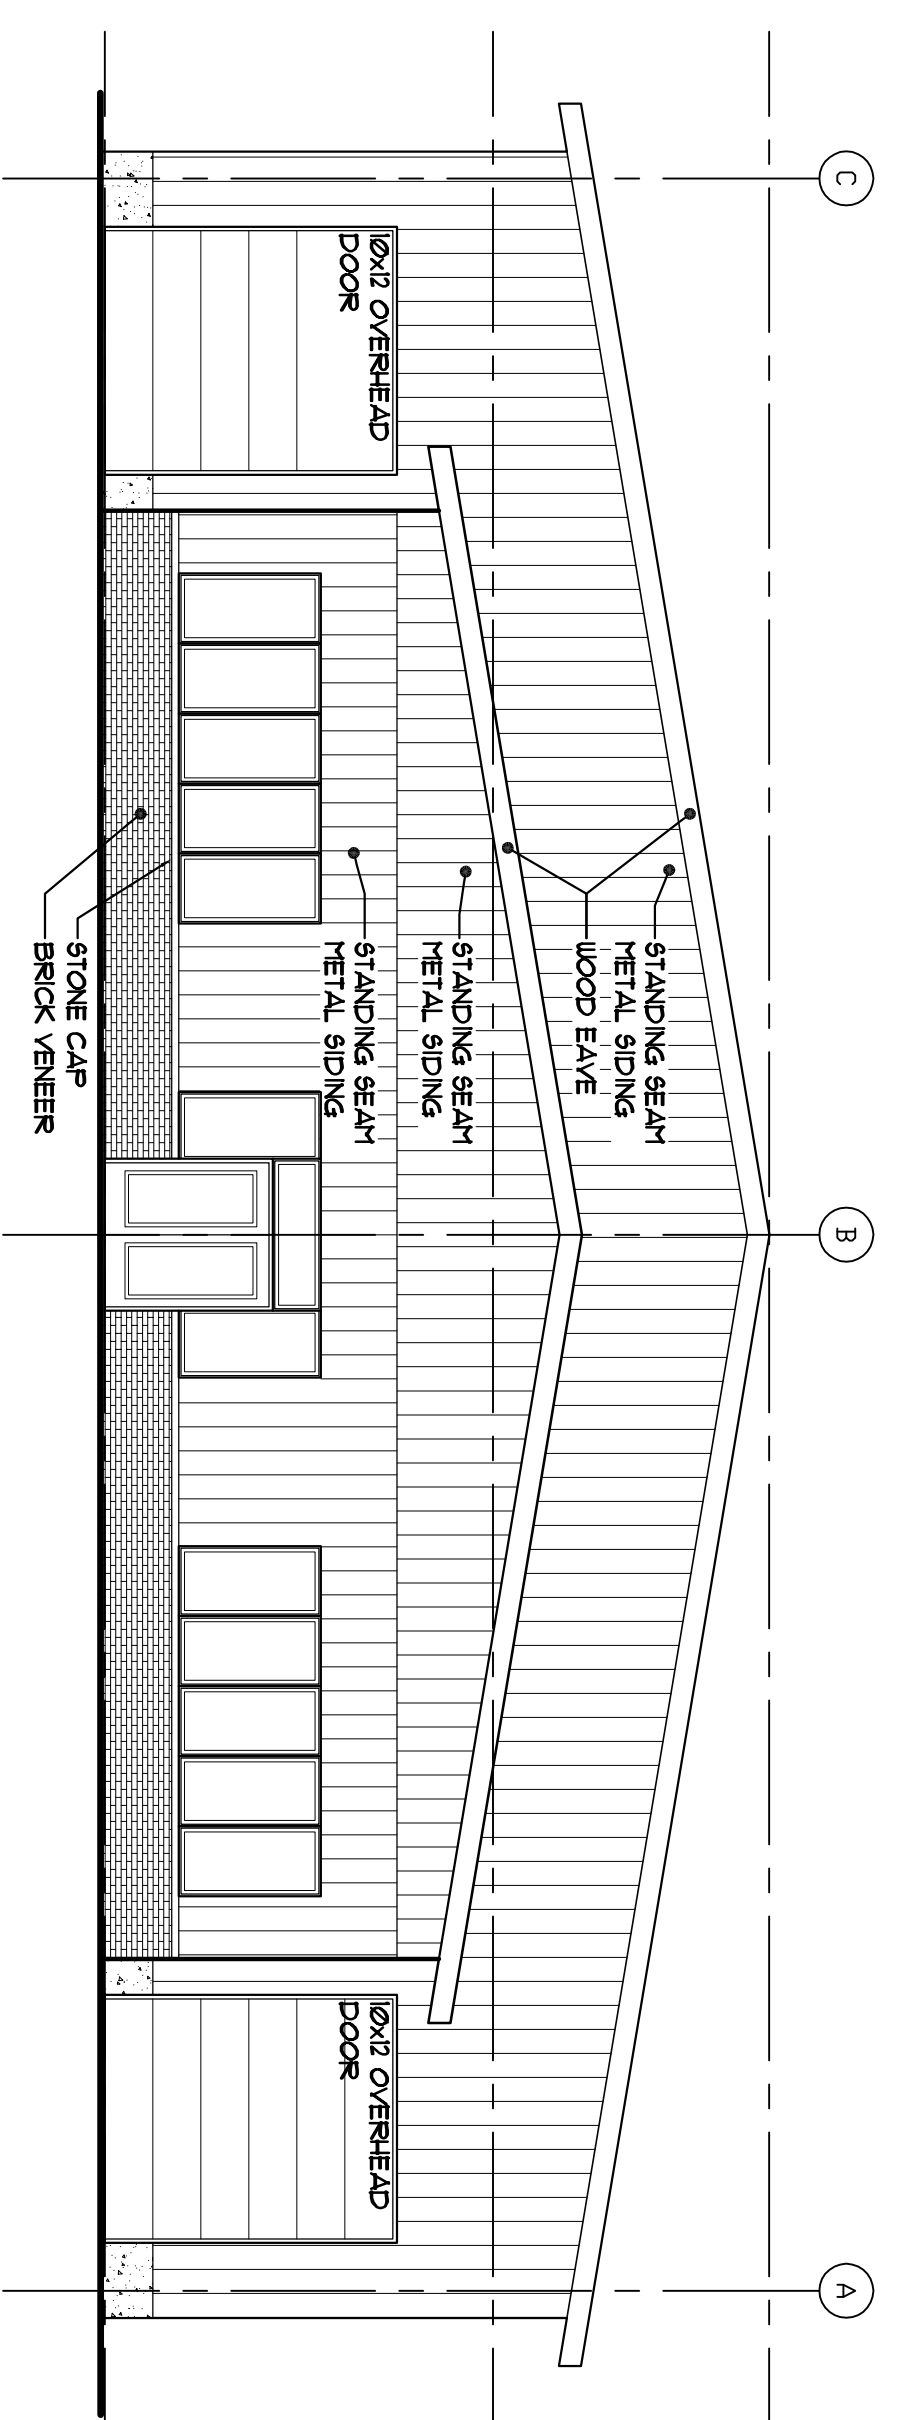 C
B
A
STANDING SEAM
METAL SIDING
WOOD EAVE
STANDING SEAM
METAL SIDING
STANDING SEAM
METAL SIDING
STONE CAP
BRICK VENEER
10x12 OVERHEAD
DOOR
10x12 OVERHEAD
DOOR